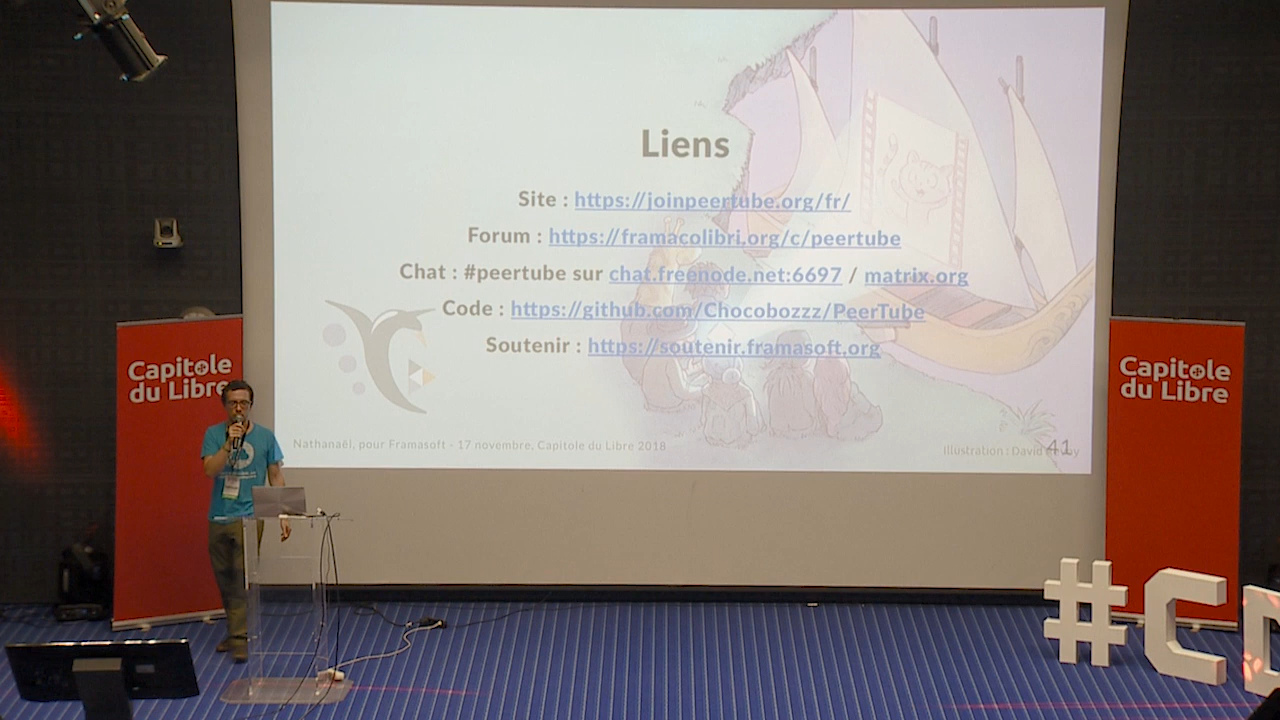 Liens
Site : https://joinpeertube.org/fr/
Forum : https://framacolibri.org/c/peertube
Chat : #peertube sur chat.freenode.net:6697 / matrix.org
Code : https://github.com/Chocobozzz/PeerTube
Soutenir : https://soutenir.framasoft.org
Nathanaël, pour Framasoft - 17 novembre, Capitole du Libre 2018
Illustration : David
41
Capitole
du Libre
Capitole
du Libre
#C